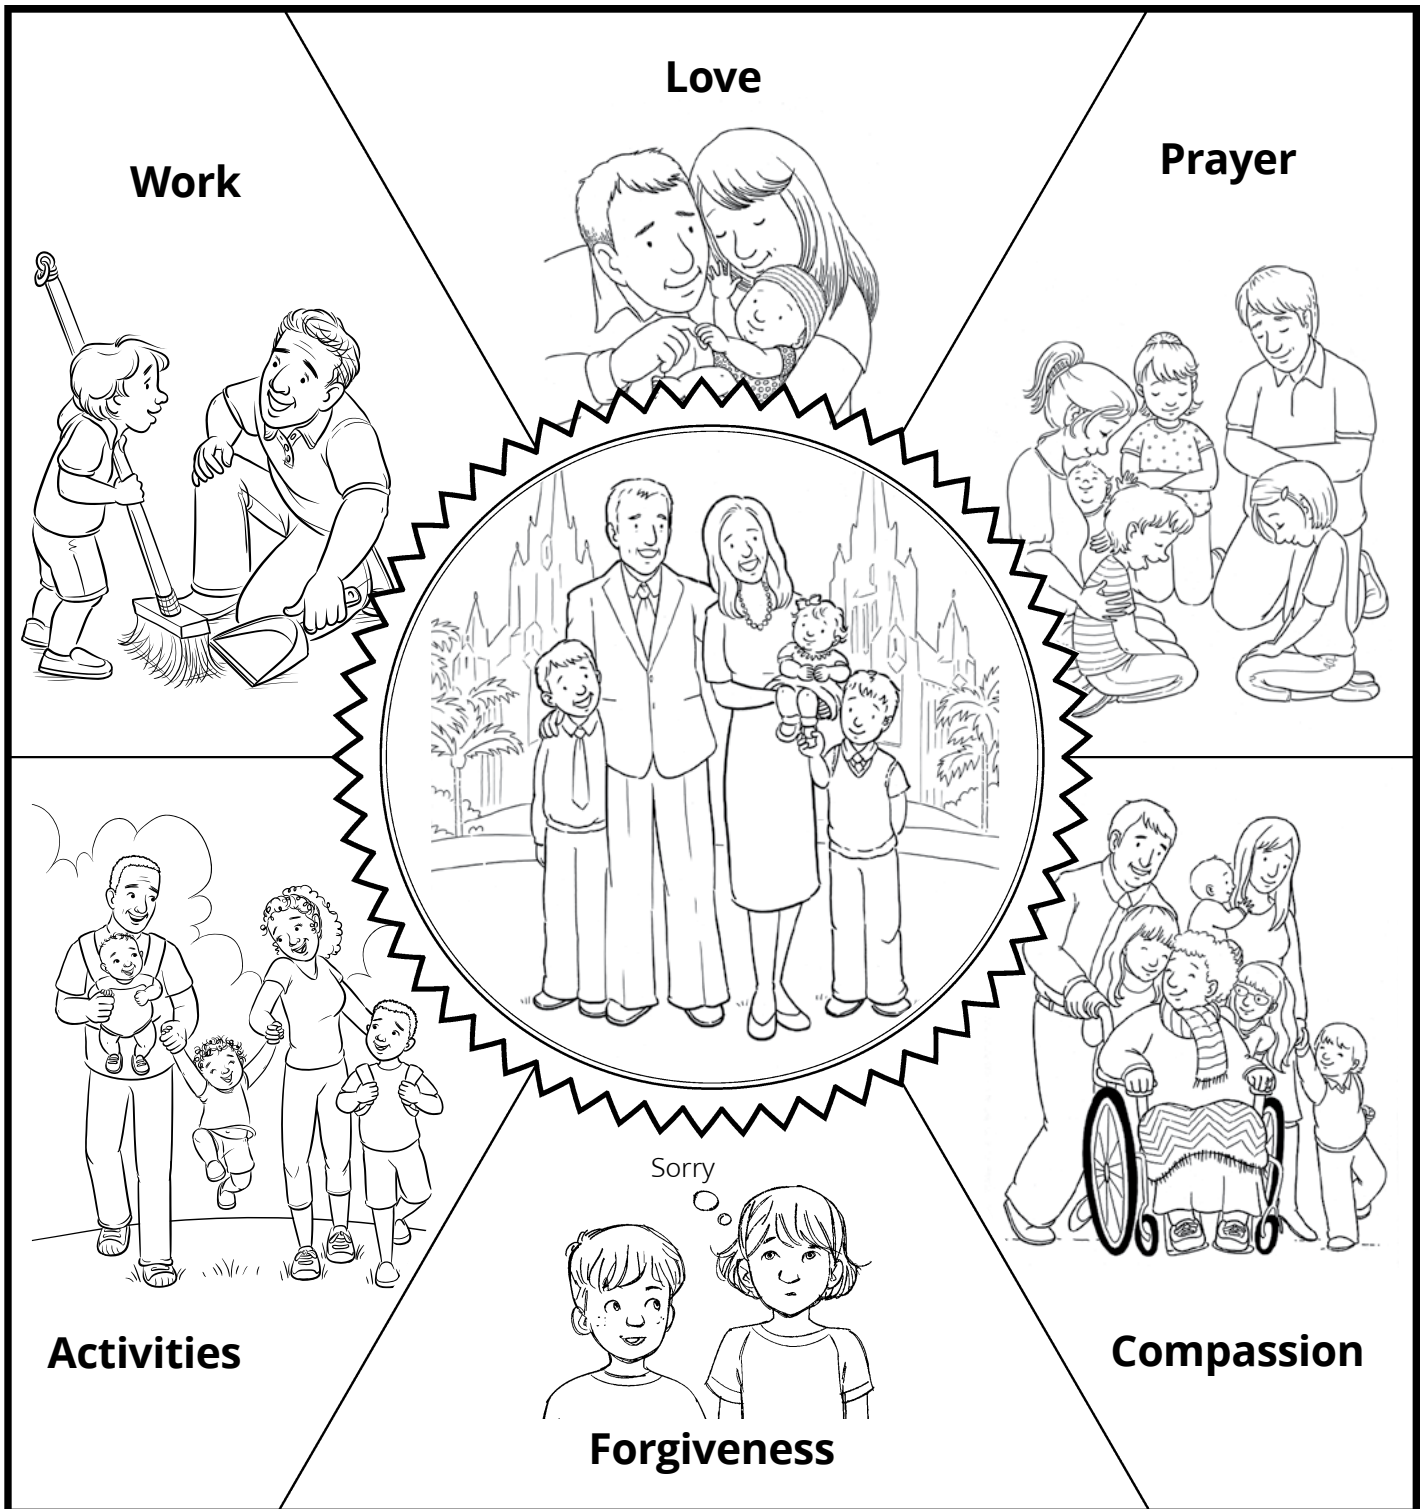 Love
Work
Prayer
Activities
Sorry
Forgiveness
Compassion